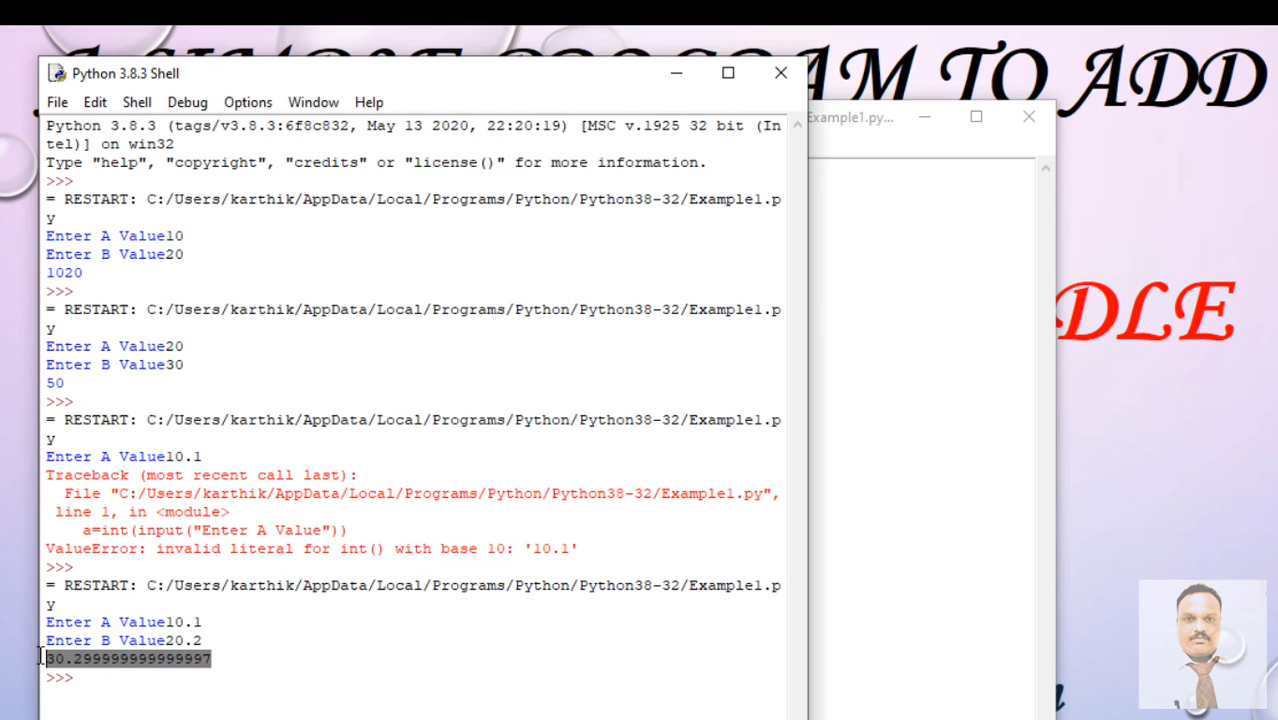 A SIMPLE PROGRAM TO ADD
Python 3.8.3 Shell
File Edit Shell Debug Options Window Help
Example1.py...
DLE
Python 3.8.3 (tags/v3.8.3:6f8c832, May 13 2020, 22:20:19) [MSC v.1925 32 bit (In
tel)] on win32
Type "help", "copyright", "credits" or "license()" for more information.
>>>
= RESTART: C:/Users/karthik/AppData/Local/Programs/Python/Python38-32/Example1.p
y
Enter A Value10
Enter B Value20
1020
>>>
= RESTART: C:/Users/karthik/AppData/Local/Programs/Python/Python38-32/Example1.p
y
Enter A Value20
Enter B Value30
50
>>>
= RESTART: C:/Users/karthik/AppData/Local/Programs/Python/Python38-32/Example1.p
y
Enter A Value10.1
Traceback (most recent call last):
  File "C:/Users/karthik/AppData/Local/Programs/Python/Python38-32/Example1.py",
 line 1, in <module>
    a=int(input("Enter A Value"))
ValueError: invalid literal for int() with base 10: '10.1'
>>>
= RESTART: C:/Users/karthik/AppData/Local/Programs/Python/Python38-32/Example1.p
y
Enter A Value10.1
Enter B Value20.2
30.299999999999997
>>>